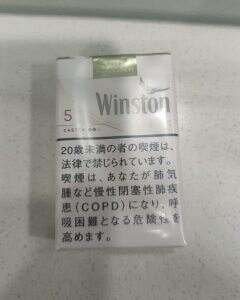 Winston
5
CASTER
20歳未満の者の喫煙は、
法律で禁じられています。
喫煙は、あなたが肺気
腫など慢性閉塞性肺疾
患(COPD)になり、呼
吸困難となる危険性を
高めます。